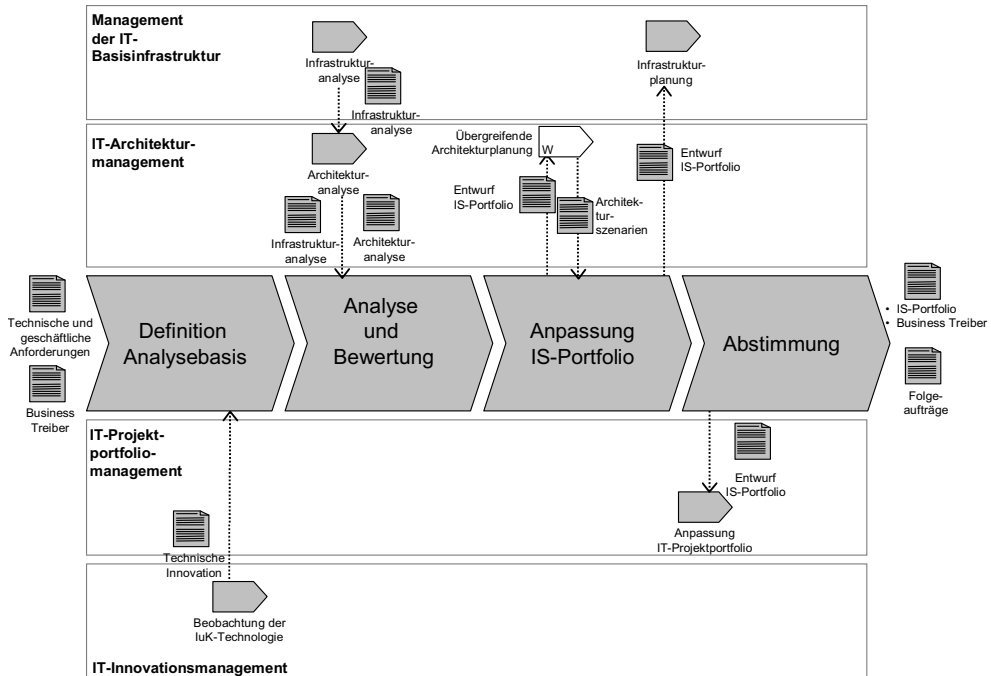 Management
der IT-
Basisinfrastruktur
Infrastruktur-
analyse
Infrastruktur-
analyse
Infrastruktur-
planung
IT-Architektur-
management
Architektur-
analyse
Infrastruktur-
analyse
Architektur-
analyse
Übergreifende
Architekturplanung
W
Entwurf
IS-Portfolio
Architek-
tur-
szenarien
Entwurf
IS-Portfolio
Technische und
geschäftliche
Anforderungen
Business
Treiber
Definition
Analysebasis
Analyse
und
Bewertung
Anpassung
IS-Portfolio
Abstimmung
• IS-Portfolio
• Business Treiber
Folge-
aufträge
IT-Projekt-
portfolio-
management
Entwurf
IS-Portfolio
Anpassung
IT-Projektportfolio
Technische
Innovation
Beobachtung der
IuK-Technologie
IT-Innovationsmanagement